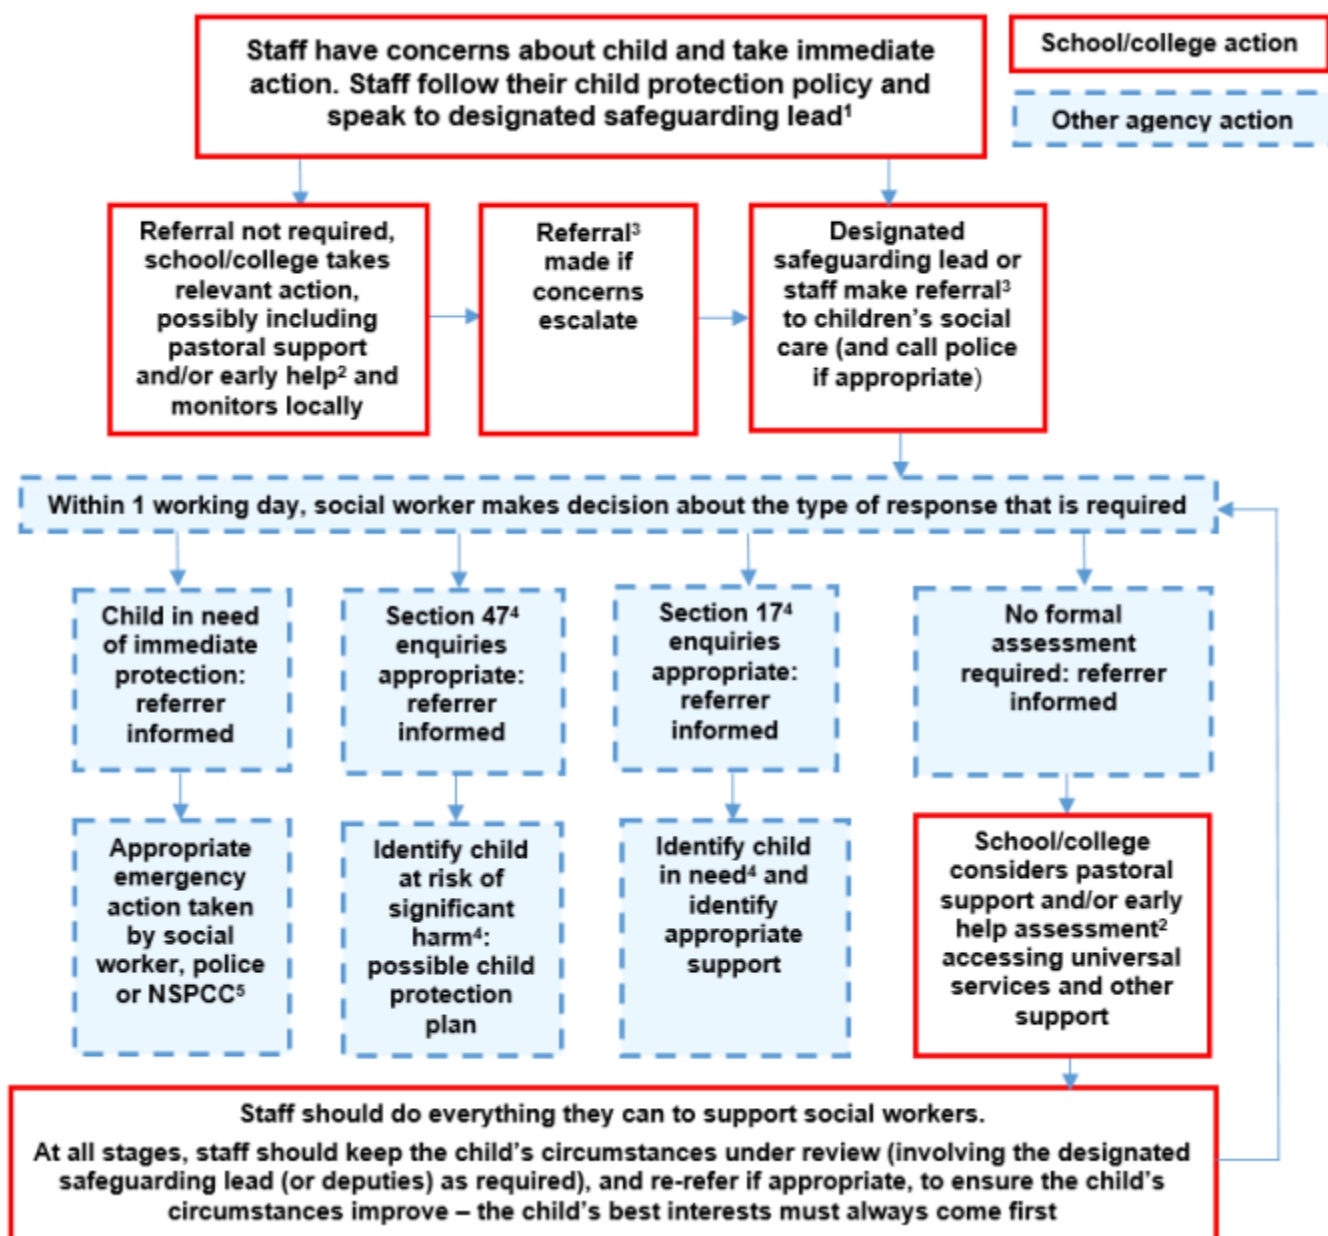 Staff have concerns about child and take immediate
action. Staff follow their child protection policy and
speak to designated safeguarding lead¹
School/college action
Other agency action
Referral not required,
school/college takes
relevant action,
possibly including
pastoral support
and/or early help² and
monitors locally
Referral³
made if
concerns
escalate
Designated
safeguarding lead or
staff make referral³
to children's social
care (and call police
if appropriate)
Within 1 working day, social worker makes decision about the type of response that is required
Child in need
of immediate
protection:
referrer
informed
Section 47⁴
enquiries
appropriate:
referrer
informed
Section 17⁴
enquiries
appropriate:
referrer
informed
No formal
assessment
required: referrer
informed
Appropriate
emergency
action taken
by social
worker, police
or NSPCC⁵
Identify child
at risk of
significant
harm⁴:
possible child
protection
plan
Identify child
in need⁴ and
identify
appropriate
support
School/college
considers pastoral
support and/or early
help assessment²
accessing universal
services and other
support
Staff should do everything they can to support social workers.
At all stages, staff should keep the child's circumstances under review (involving the designated
safeguarding lead (or deputies) as required), and re-refer if appropriate, to ensure the child's
circumstances improve – the child's best interests must always come first